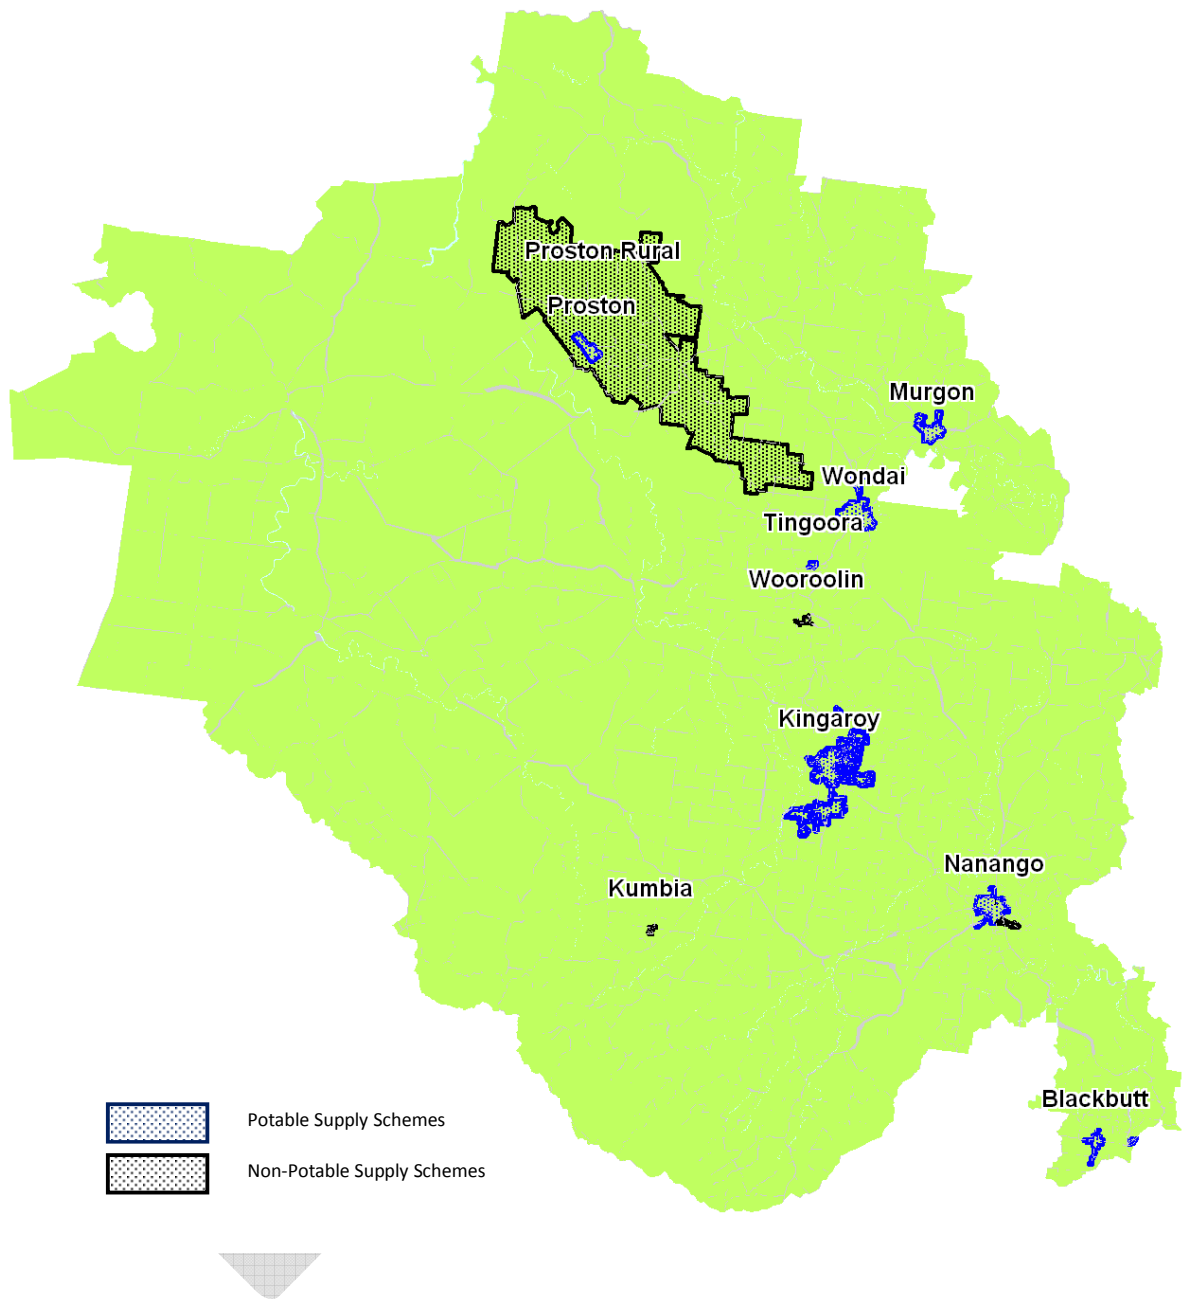 Proston Rural
Proston
Murgon
Wondai
Tingoora
Wooroolin
Kingaroy
Nanango
Kumbia
Blackbutt
Potable Supply Schemes
Non-Potable Supply Schemes